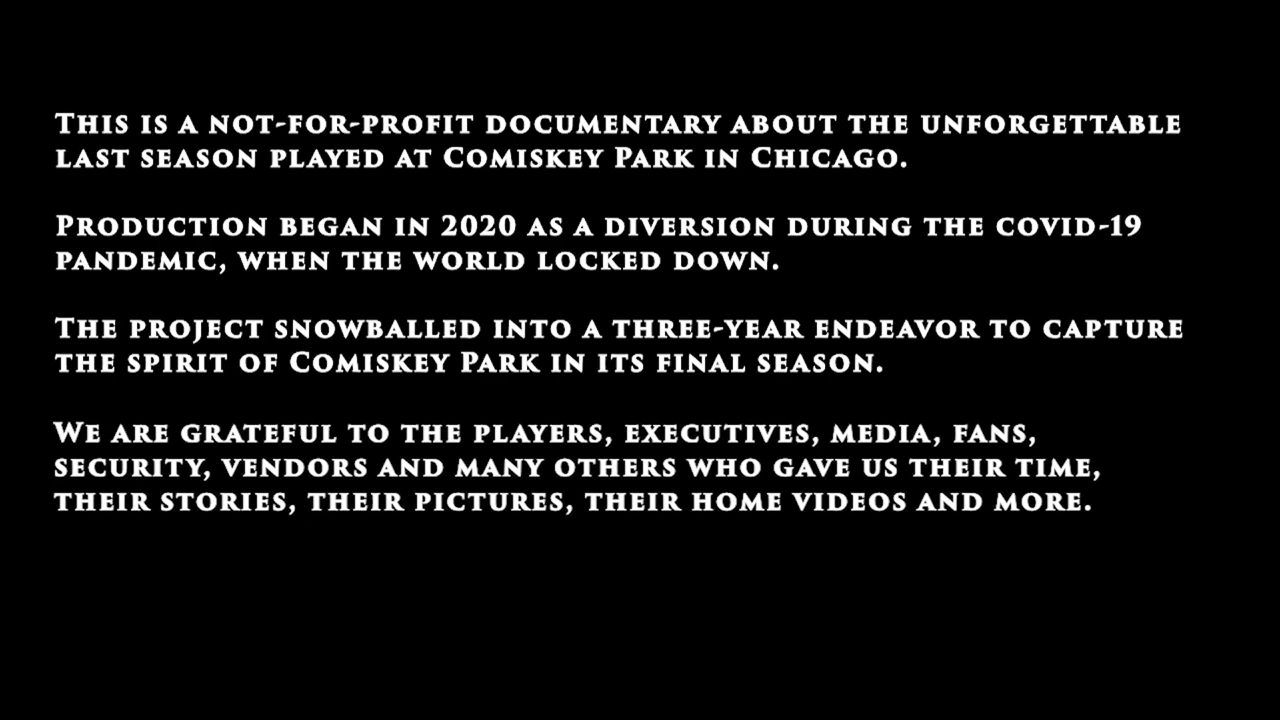 This is a not-for-profit documentary about the unforgettable
last season played at Comiskey Park in Chicago.
Production began in 2020 as a diversion during the covid-19
pandemic, when the world locked down.
The project snowballed into a three-year endeavor to capture
the spirit of Comiskey Park in its final season.
We are grateful to the players, executives, media, fans,
security, vendors and many others who gave us their time,
their stories, their pictures, their home videos and more.